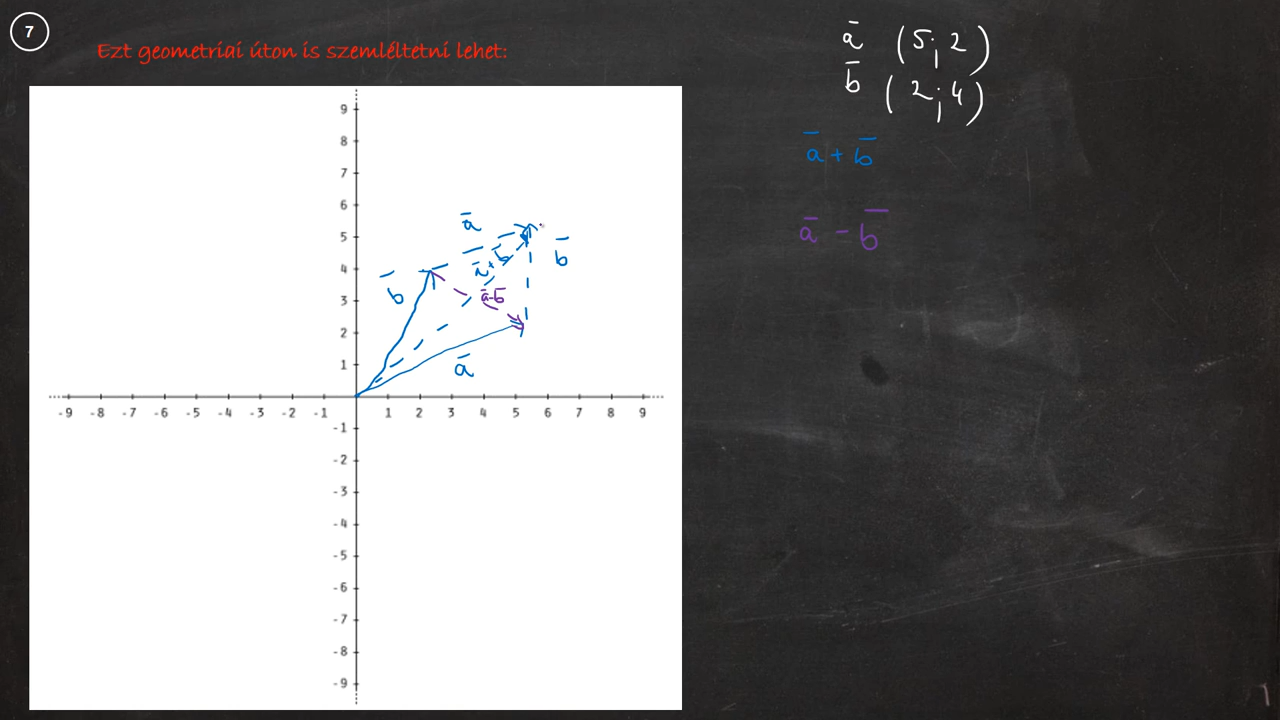 7
Ezt geometriai úton is szemléltetni lehet:
a̅ (5; 2)
b̅ (2; 4)
a̅ + b̅
a̅ - b̅
9
8
7
6
5
4
3
2
1
-9 -8 -7 -6 -5 -4 -3 -2 -1 1 2 3 4 5 6 7 8 9
-1
-2
-3
-4
-5
-6
-7
-8
-9
a̅
b̅
a̅+b̅
b̅
a̅-b̅
a̅